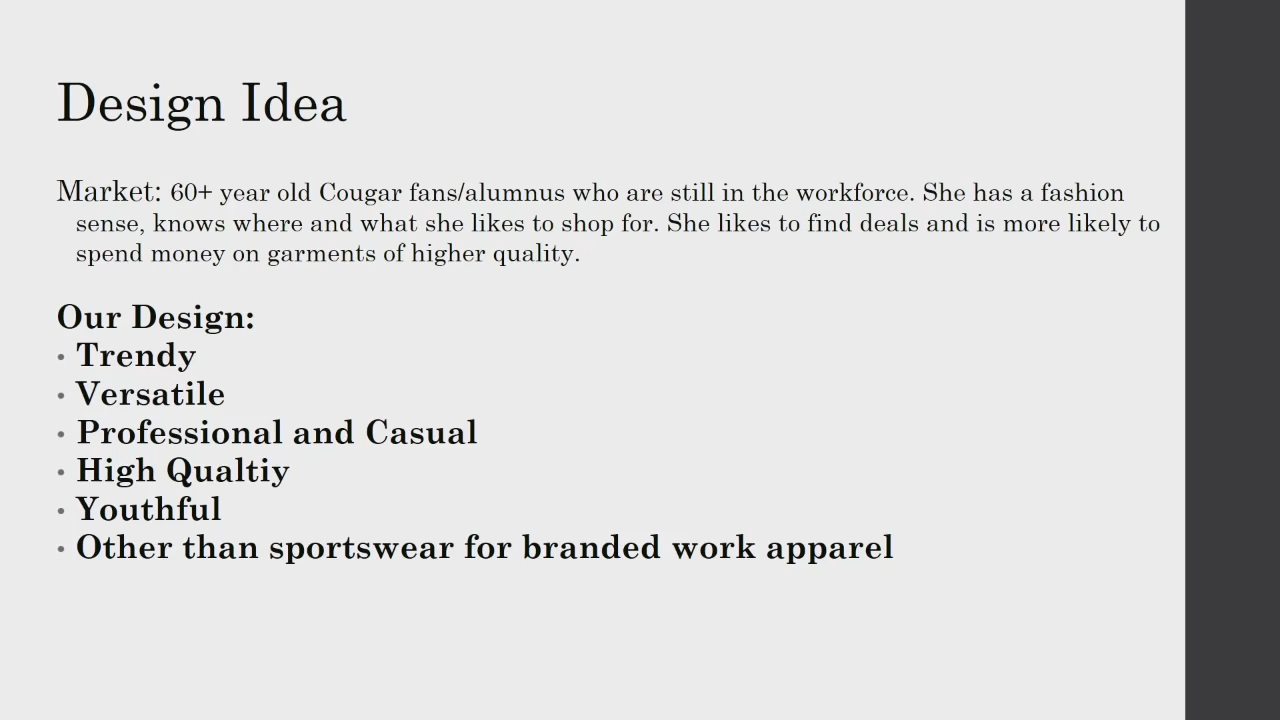 Design Idea
Market: 60+ year old Cougar fans/alumnus who are still in the workforce. She has a fashion
sense, knows where and what she likes to shop for. She likes to find deals and is more likely to
spend money on garments of higher quality.
Our Design:
• Trendy
• Versatile
• Professional and Casual
• High Qualtiy
• Youthful
• Other than sportswear for branded work apparel